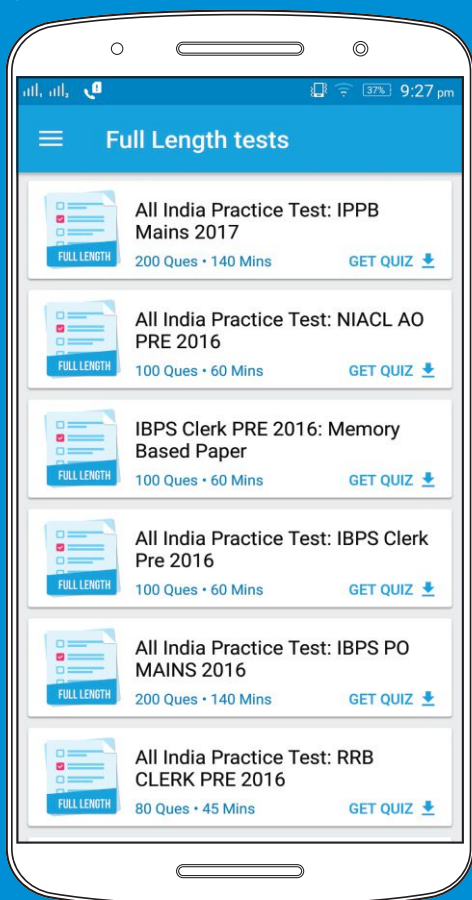 37% 9:27 pm
Full Length tests
All India Practice Test: IPPB
Mains 2017
FULL LENGTH
200 Ques • 140 Mins
GET QUIZ
All India Practice Test: NIACL AO
PRE 2016
FULL LENGTH
100 Ques • 60 Mins
GET QUIZ
IBPS Clerk PRE 2016: Memory
Based Paper
FULL LENGTH
100 Ques • 60 Mins
GET QUIZ
All India Practice Test: IBPS Clerk
Pre 2016
FULL LENGTH
100 Ques • 60 Mins
GET QUIZ
All India Practice Test: IBPS PO
MAINS 2016
FULL LENGTH
200 Ques • 140 Mins
GET QUIZ
All India Practice Test: RRB
CLERK PRE 2016
FULL LENGTH
80 Ques • 45 Mins
GET QUIZ